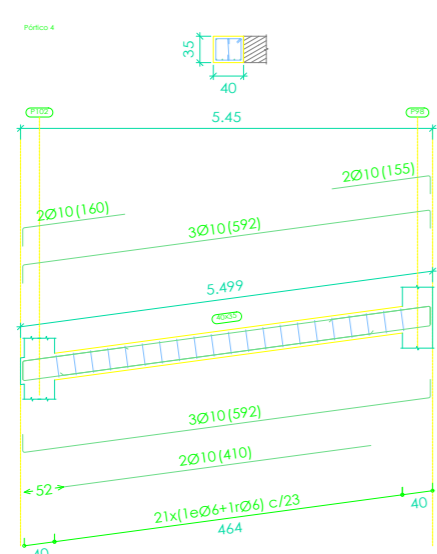 Pórtico 4
35
40
P102
P98
5.45
2Ø10(155)
2Ø10(160)
3Ø10(592)
5.499
40x35
3Ø10(592)
2Ø10(410)
52
21x(1eØ6+1rØ6) c/23
40
464
40